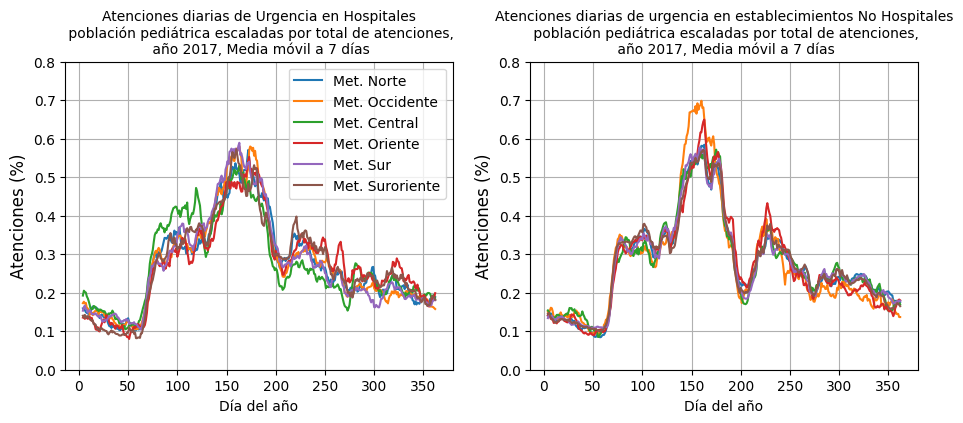 Atenciones diarias de Urgencia en Hospitales
población pediátrica escaladas por total de atenciones,
año 2017, Media móvil a 7 días
Atenciones (%)
0.8
0.7
0.6
0.5
0.4
0.3
0.2
0.1
0.0
Met. Norte
Met. Occidente
Met. Central
Met. Oriente
Met. Sur
Met. Suroriente
0 50 100 150 200 250 300 350
Día del año
Atenciones diarias de urgencia en establecimientos No Hospitales
población pediátrica escaladas por total de atenciones,
año 2017, Media móvil a 7 días
Atenciones (%)
0.8
0.7
0.6
0.5
0.4
0.3
0.2
0.1
0.0
0 50 100 150 200 250 300 350
Día del año